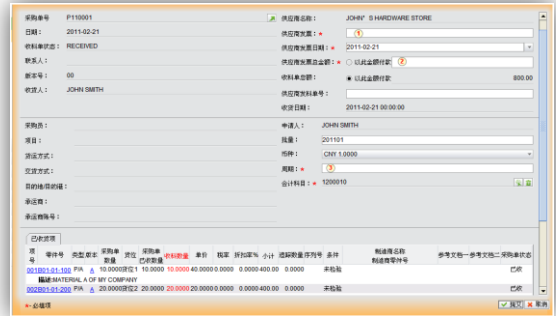 采购单号 P110001 供应商名称： JOHN'S HARDWARE STORE
日期： 2011-02-21 供应商发票：* ①
收料单状态： RECEIVED 供应商发票日期：* 2011-02-21
联系人： 供应商发票总金额：* 以此金额付款 ②
版本号： 00 收料单总额： 以此金额付款 800.00
收货人： JOHN SMITH 供应商发料单号：
收货日期： 2011-02-21 00:00:00
采购员： 申请人： JOHN SMITH
项目： 批量： 201101
货运方式： 币种： CNY 1.0000
交货方式： 周期：* ③
目的地/目的港： 会计科目：* 1200010
承运商：
承运商账号：
已收货项
项号 零件号 类型 版本 采购单数量 货位 采购单已收数量 收料数量 单价 税率 折扣率% 小计 追踪数量 序列号 条件 制造商名称 制造商零件号 参考文档一 参考文档二 采购单状态
001 B01-01-100 P/A A 10.0000 货位1 10.0000 10.0000 40.0000 0.0000 0.0000 400.00 0.0000 未检验 已收
描述:MATERIAL A OF MY COMPANY
002 B01-01-200 P/A A 20.0000 货位2 20.0000 20.0000 20.0000 0.0000 0.0000 400.00 0.0000 未检验 已收
*-必填项 提交 取消